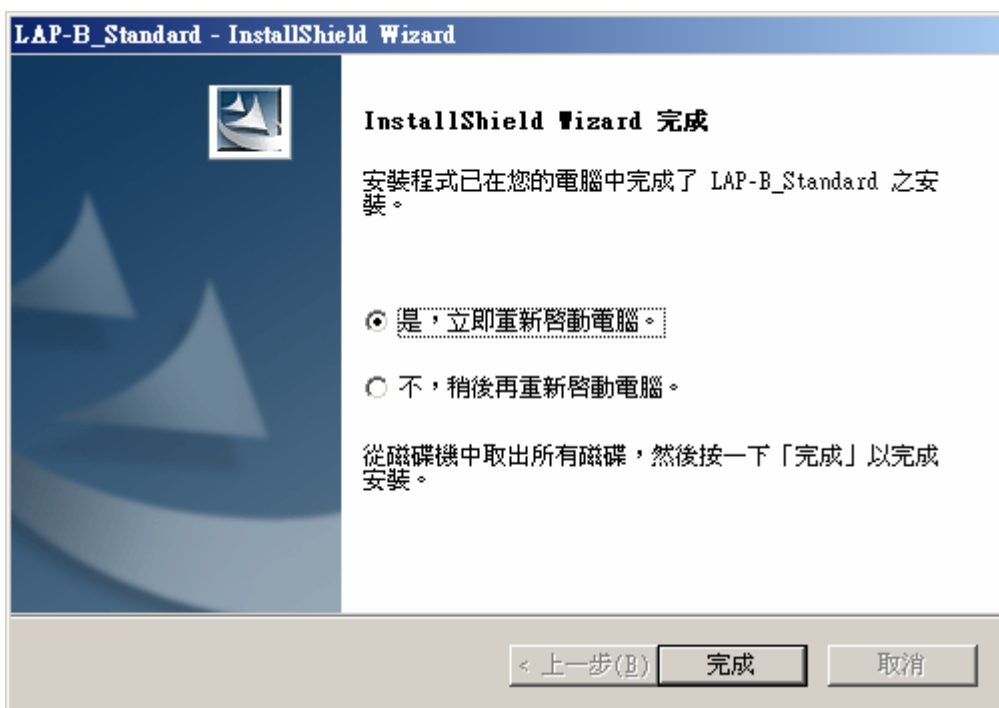 LAP-B_Standard - InstallShield Wizard
InstallShield Wizard 完成
安裝程式已在您的電腦中完成了 LAP-B_Standard 之安
裝。
是，立即重新啓動電腦。
不，稍後再重新啓動電腦。
從磁碟機中取出所有磁碟，然後按一下「完成」以完成
安裝。
< 上一步(B) 完成 取消